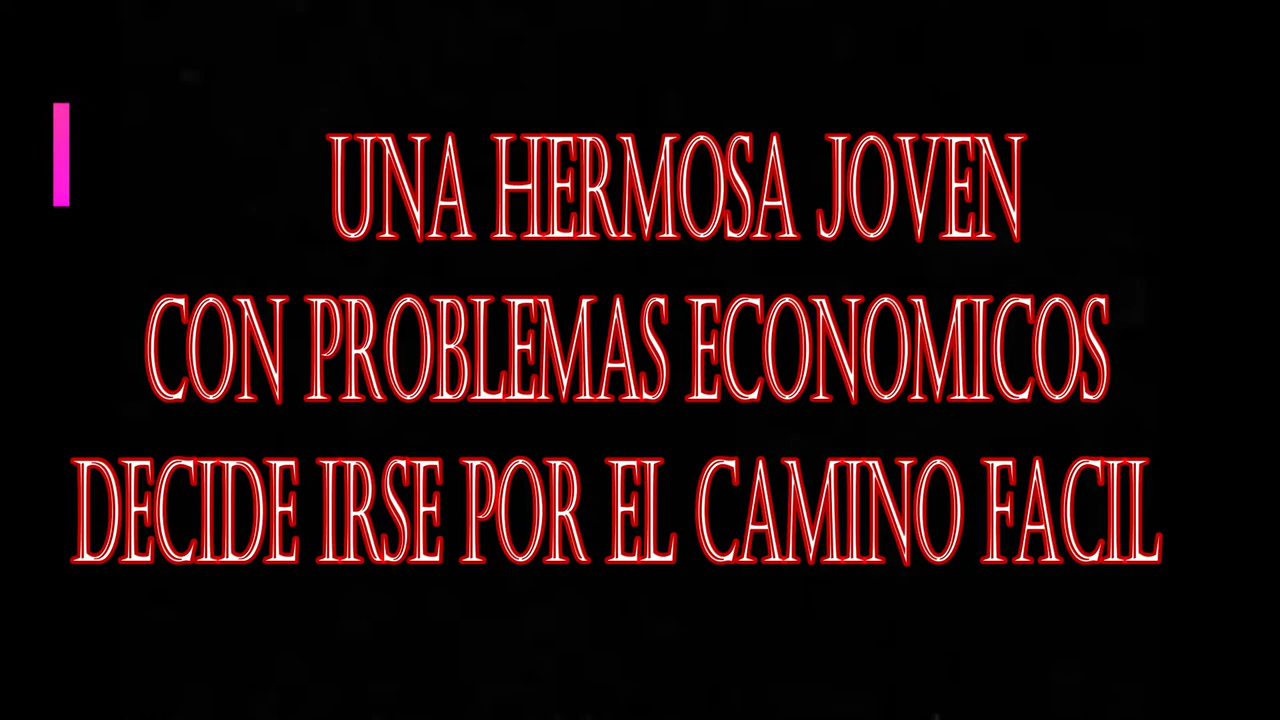 UNA HERMOSA JOVEN
CON PROBLEMAS ECONOMICOS
DECIDE IRSE POR EL CAMINO FACIL